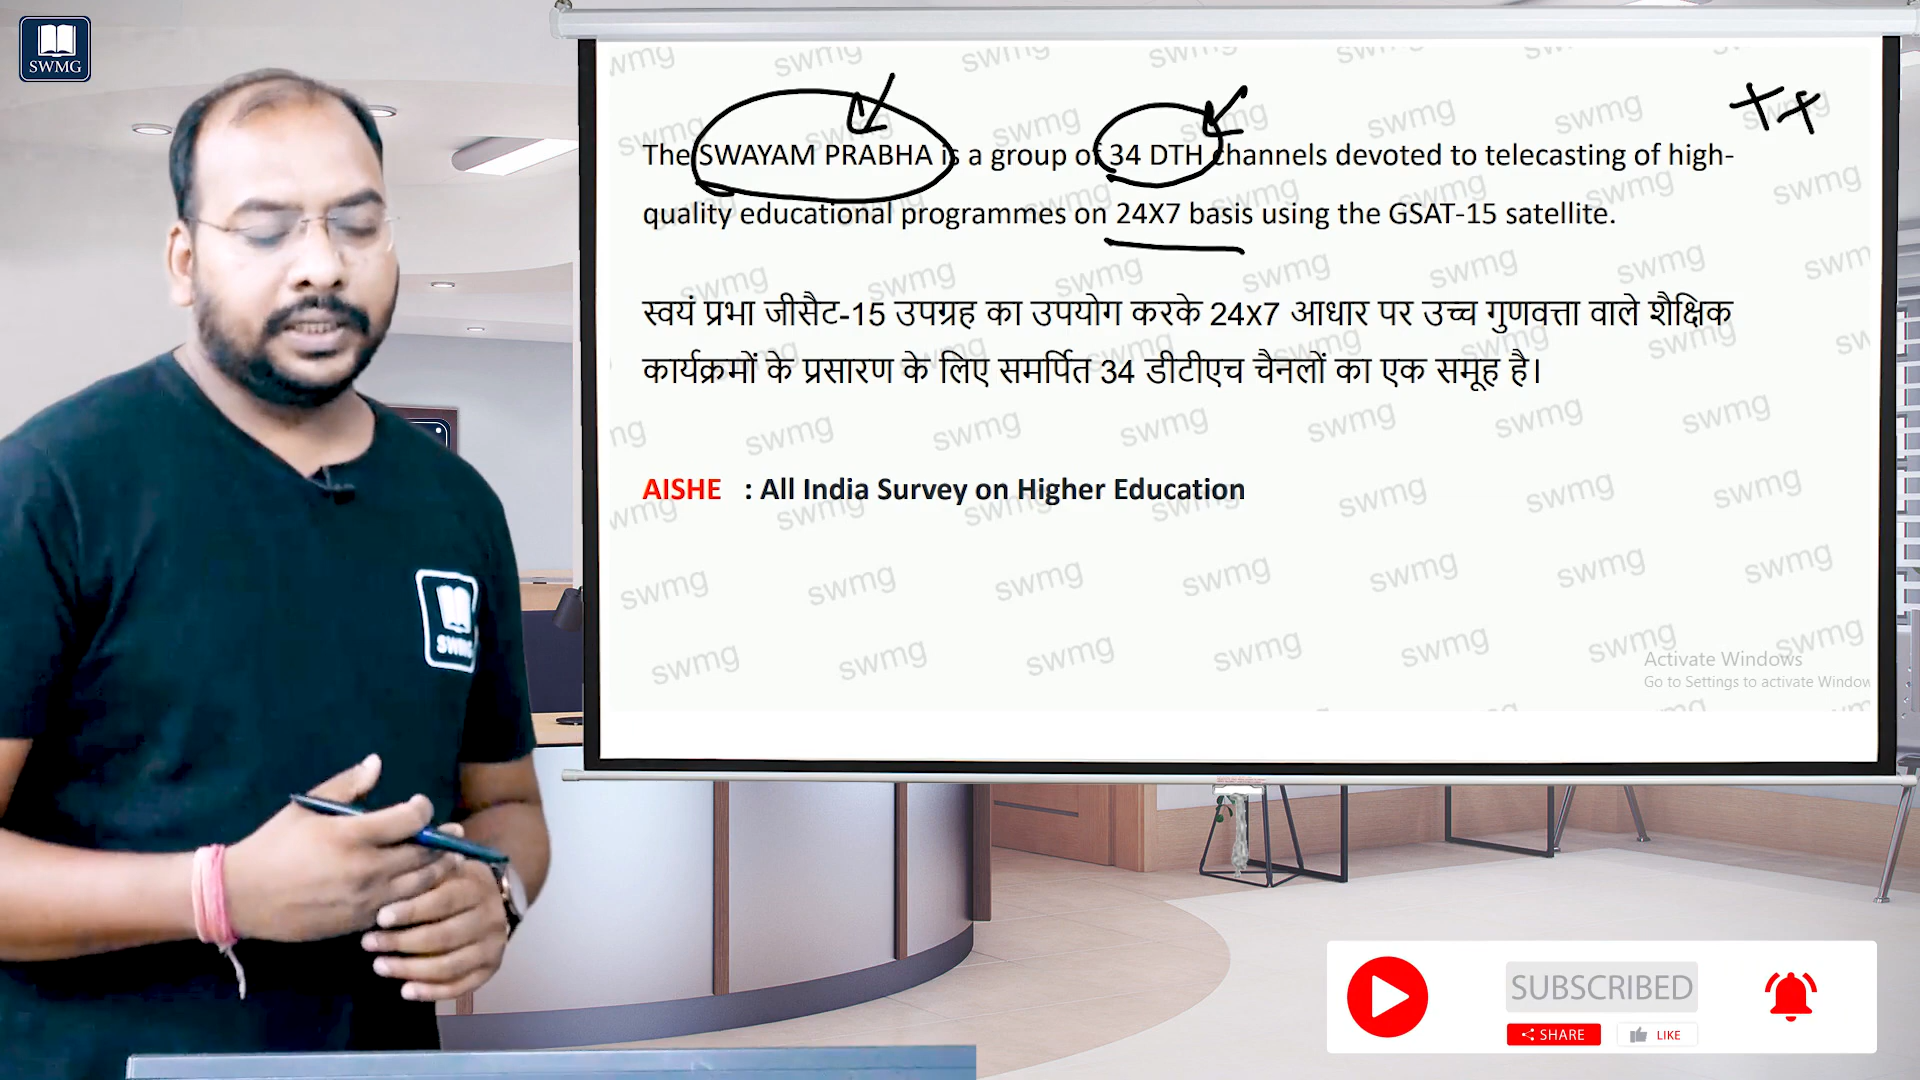 SWMG
The SWAYAM PRABHA is a group of 34 DTH channels devoted to telecasting of high-
quality educational programmes on 24X7 basis using the GSAT-15 satellite.
स्वयं प्रभा जीसैट-15 उपग्रह का उपयोग करके 24x7 आधार पर उच्च गुणवत्ता वाले शैक्षिक
कार्यक्रमों के प्रसारण के लिए समर्पित 34 डीटीएच चैनलों का एक समूह है।
AISHE : All India Survey on Higher Education
swmg
SWMG
Activate Windows
Go to Settings to activate Window
SUBSCRIBED
SHARE
LIKE